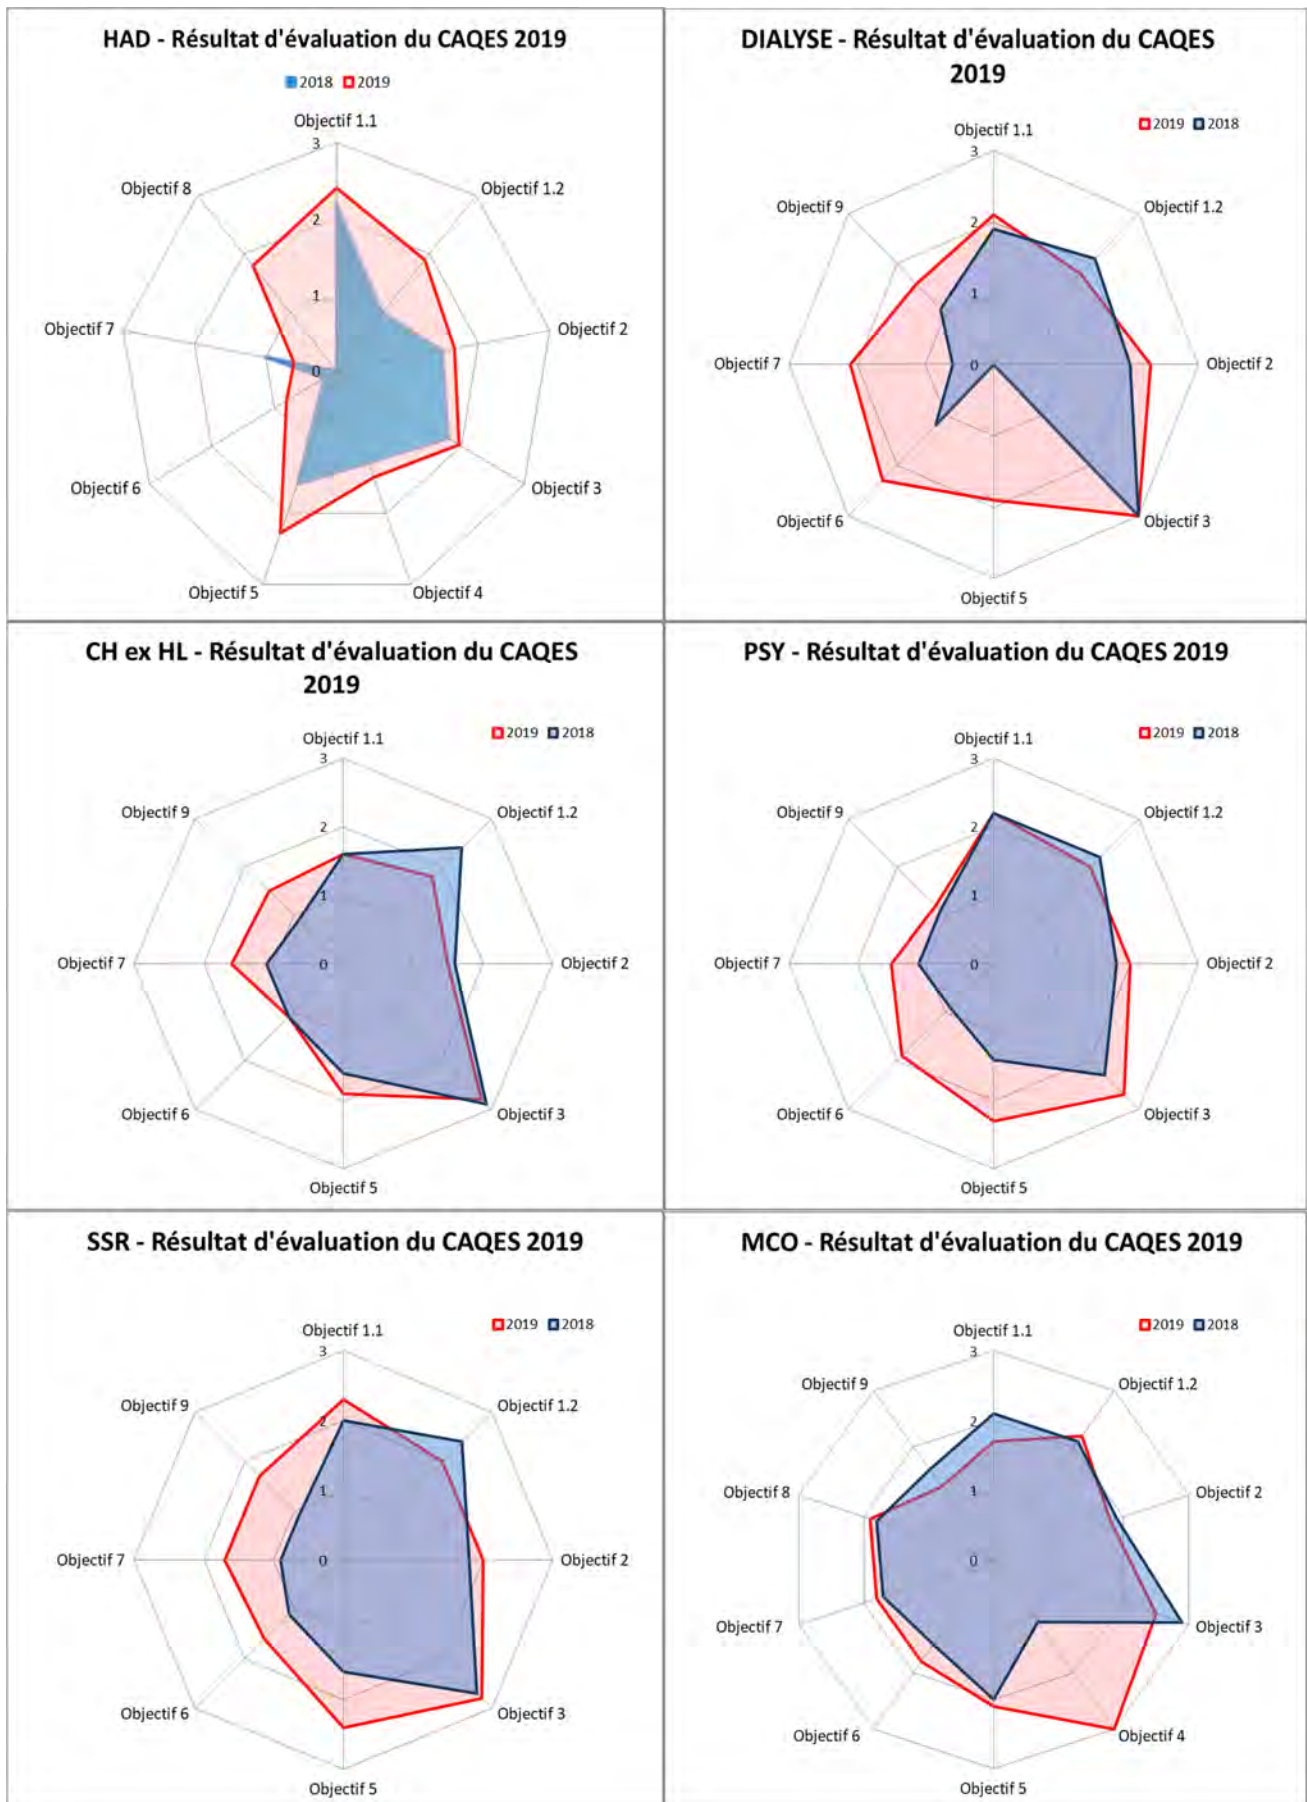 HAD - Résultat d'évaluation du CAQES 2019
2018 2019
Objectif 1.1
3
Objectif 8
Objectif 1.2
2
1
Objectif 7
Objectif 2
0
Objectif 6
Objectif 3
Objectif 5
Objectif 4
DIALYSE - Résultat d'évaluation du CAQES
2019
2019 2018
Objectif 1.1
3
Objectif 9
Objectif 1.2
2
1
Objectif 7
0
Objectif 2
Objectif 6
Objectif 3
Objectif 5
CH ex HL - Résultat d'évaluation du CAQES
2019
2019 2018
Objectif 1.1
3
Objectif 9
Objectif 1.2
2
1
Objectif 7
0
Objectif 2
Objectif 6
Objectif 3
Objectif 5
PSY - Résultat d'évaluation du CAQES 2019
2019 2018
Objectif 1.1
3
Objectif 9
Objectif 1.2
2
1
Objectif 7
0
Objectif 2
Objectif 6
Objectif 3
Objectif 5
SSR - Résultat d'évaluation du CAQES 2019
2019 2018
Objectif 1.1
3
Objectif 9
Objectif 1.2
2
1
Objectif 7
0
Objectif 2
Objectif 6
Objectif 3
Objectif 5
MCO - Résultat d'évaluation du CAQES 2019
2019 2018
Objectif 1.1
3
Objectif 9
Objectif 1.2
2
Objectif 8
1
Objectif 2
0
Objectif 7
Objectif 3
Objectif 6
Objectif 4
Objectif 5